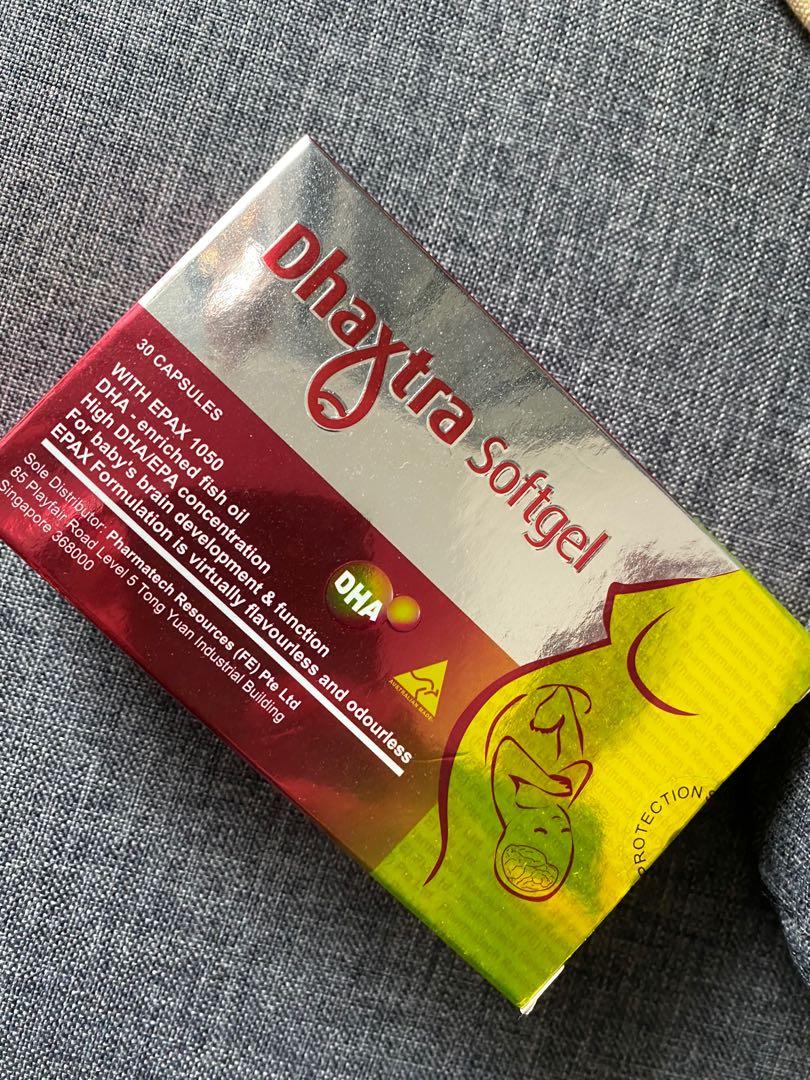 Dhaxtra Softgel
30 CAPSULES
WITH EPAX 1050
DHA - enriched fish oil
High DHA/EPA concentration
For baby's brain development & function
EPAX Formulation is virtually flavourless and odourless
Sole Distributor: Pharmatech Resources (FE) Pte Ltd
85 Playfair Road Level 5 Tong Yuan Industrial Building
Singapore 368000
DHA
AUSTRALIAN MADE
PROTECTION